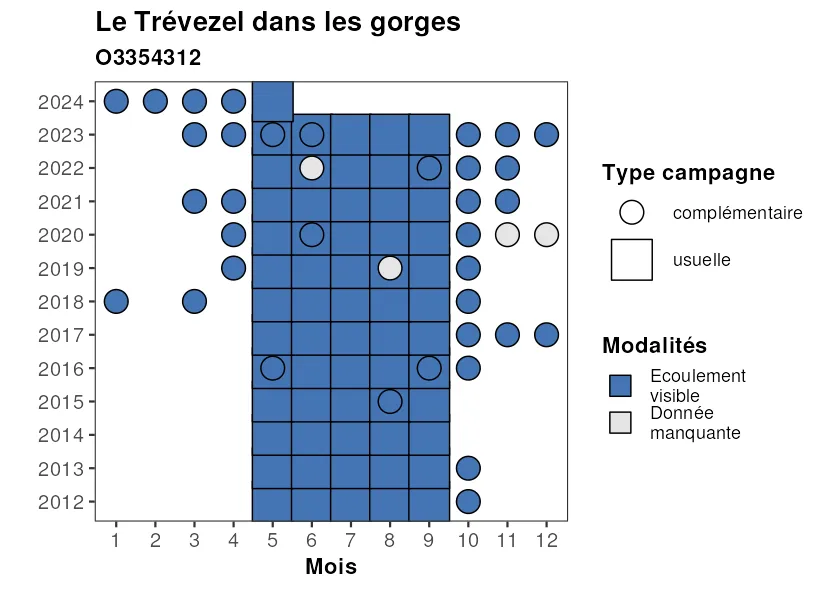 Le Trévezel dans les gorges
O3354312
2024
2023
2022
2021
2020
2019
2018
2017
2016
2015
2014
2013
2012
1 2 3 4 5 6 7 8 9 10 11 12
Mois
Type campagne
complémentaire
usuelle
Modalités
Ecoulement
visible
Donnée
manquante